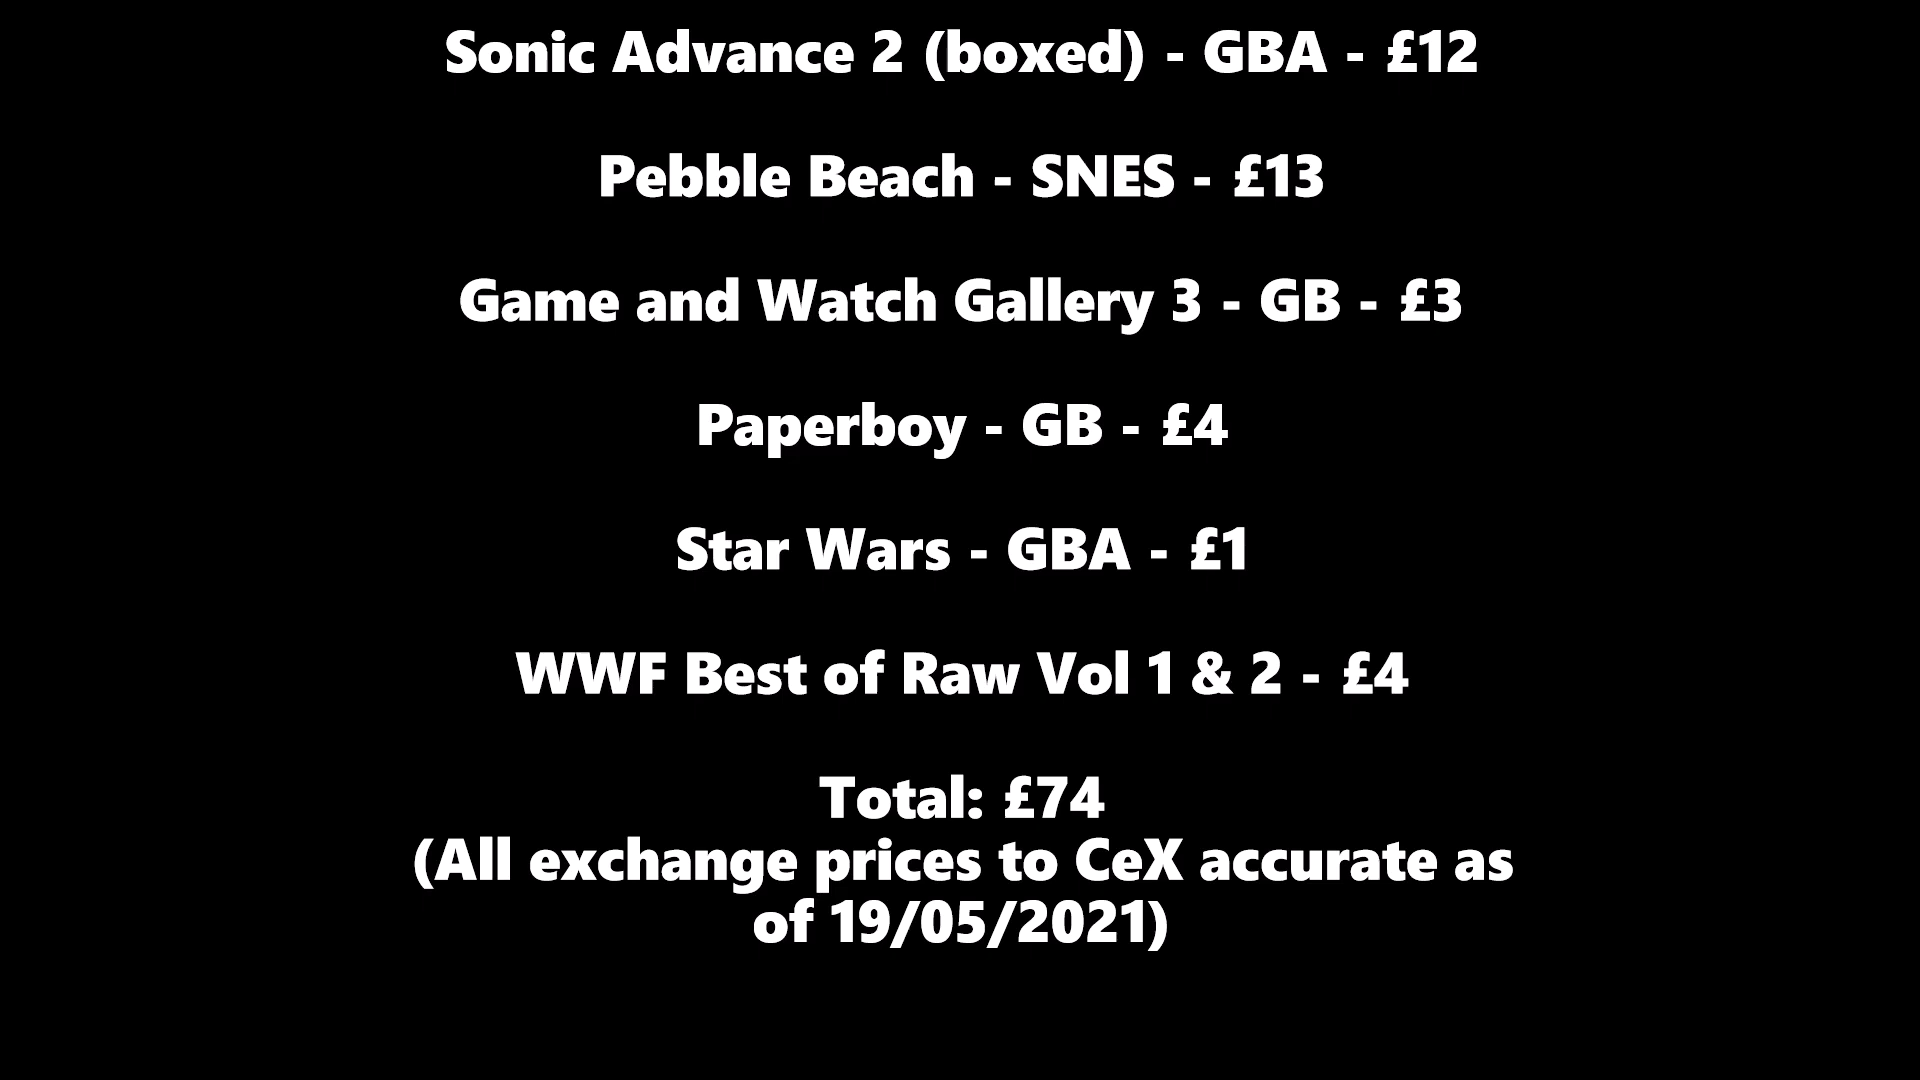 Sonic Advance 2 (boxed) - GBA - £12
Pebble Beach - SNES - £13
Game and Watch Gallery 3 - GB - £3
Paperboy - GB - £4
Star Wars - GBA - £1
WWF Best of Raw Vol 1 & 2 - £4
Total: £74
(All exchange prices to CeX accurate as
of 19/05/2021)